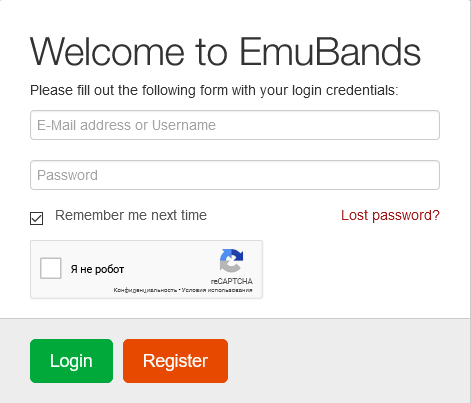 Welcome to EmuBands
Please fill out the following form with your login credentials:
E-Mail address or Username
Password
Remember me next time
Lost password?
Я не робот
reCAPTCHA
Конфиденциальность • Условия использования
Login
Register